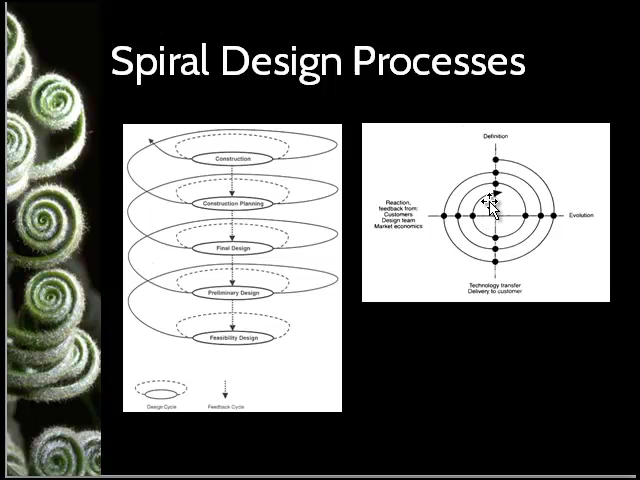 Spiral Design Processes
Construction
Construction Planning
Final Design
Preliminary Design
Feasibility Design
Design Cycle
Feedback Cycle
Definition
Reaction,
feedback from:
Customers
Design team
Market economics
Evolution
Technology transfer
Delivery to customer